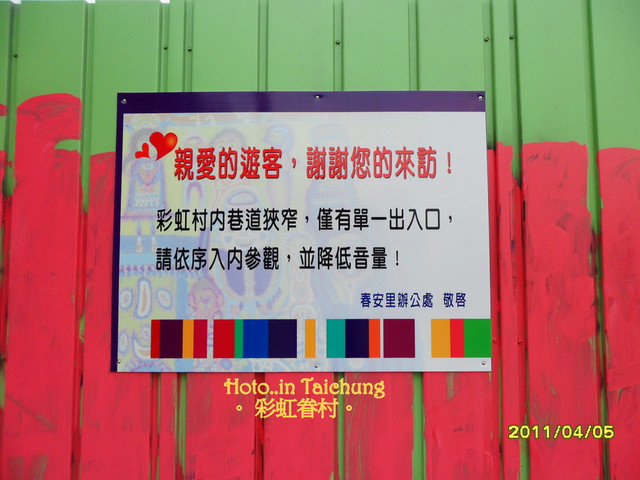 親愛的遊客，謝謝您的來訪！
彩虹村内巷道狹窄，僅有單一出入口，
請依序入内參觀，並降低音量！
春安里辦公處 敬啓
Hoto..in Taichung
。彩虹眷村。
2011/04/05